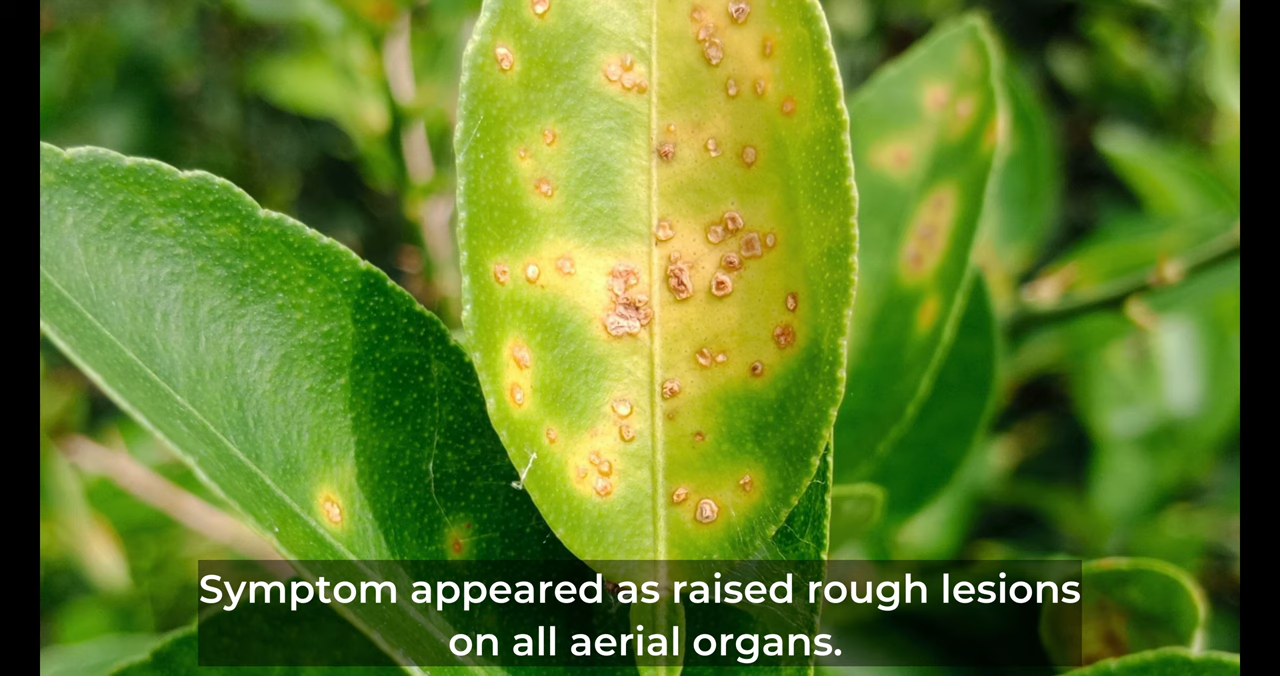 Symptom appeared as raised rough lesions
on all aerial organs.